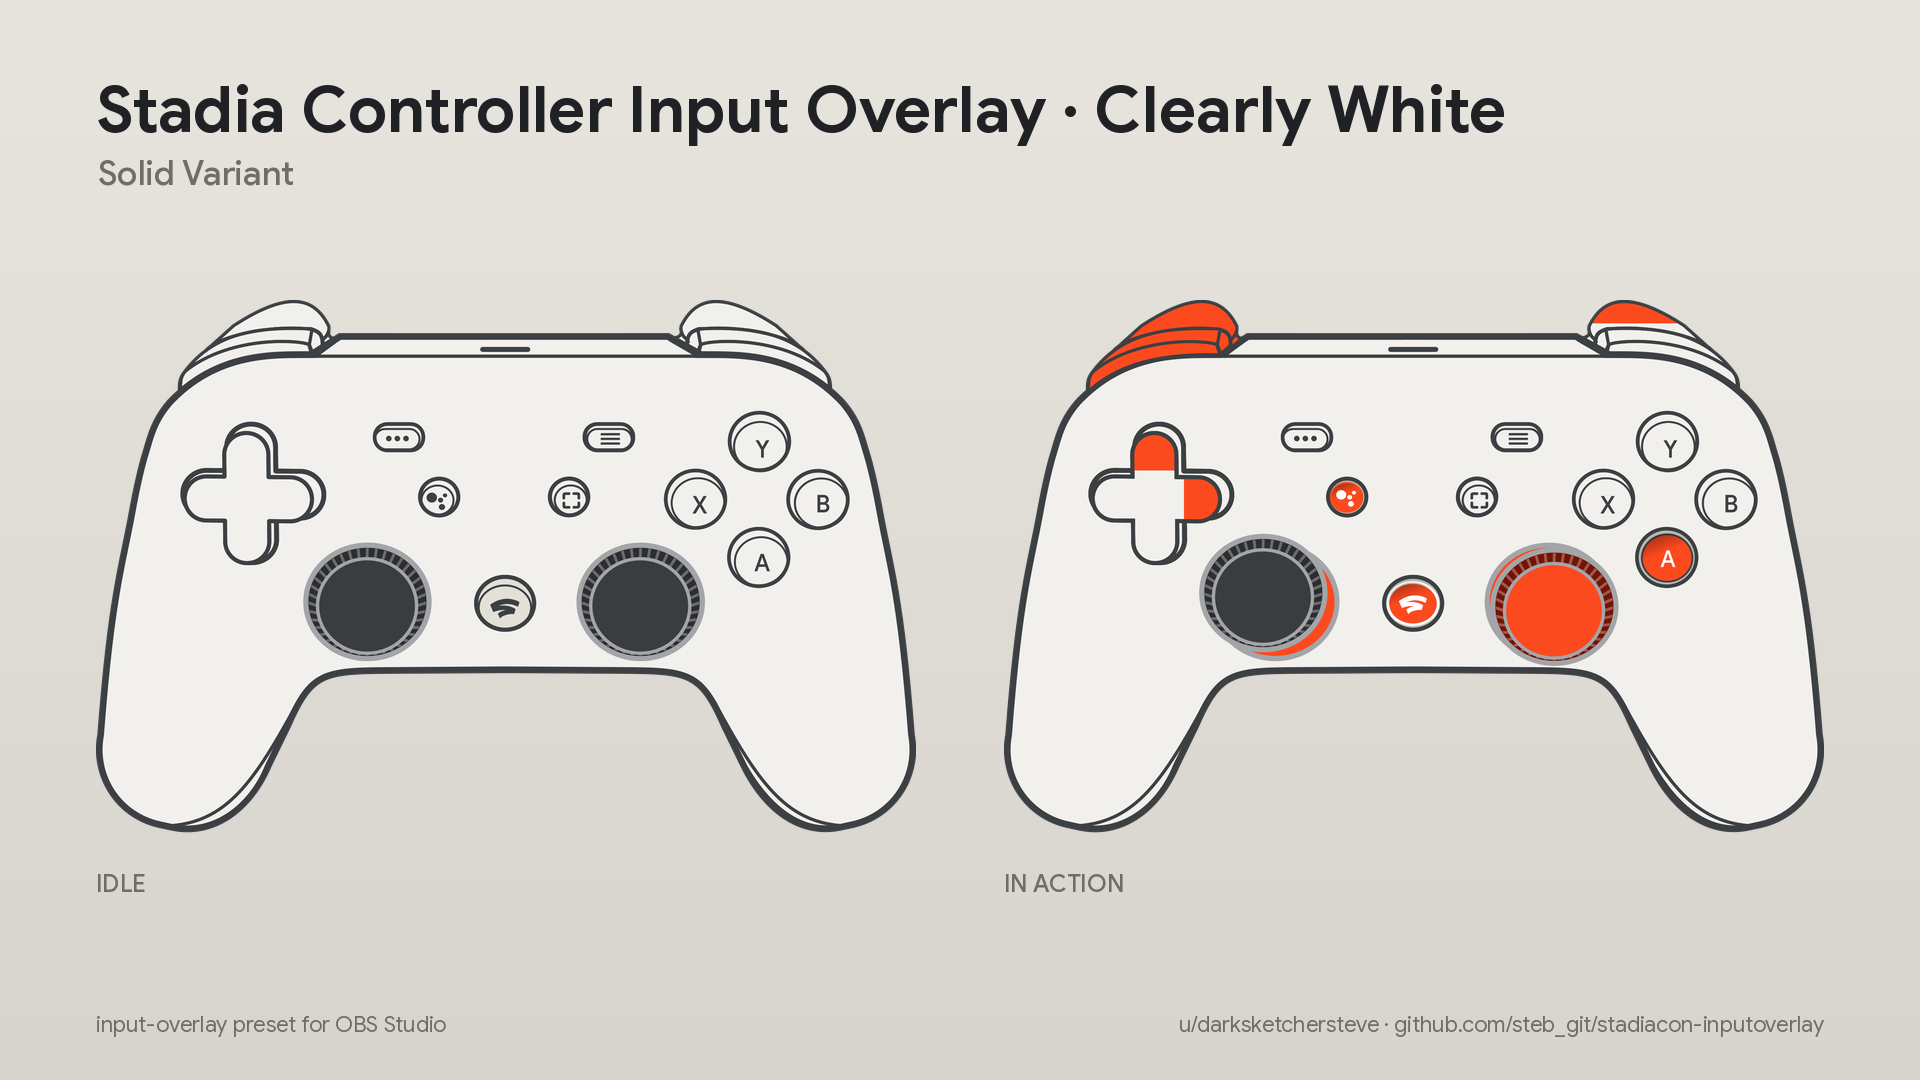 Stadia Controller Input Overlay · Clearly White
Solid Variant
Y
X
B
A
Y
X
B
A
IDLE
IN ACTION
input-overlay preset for OBS Studio
u/darksketchersteve · github.com/steb_git/stadiacon-inputoverlay